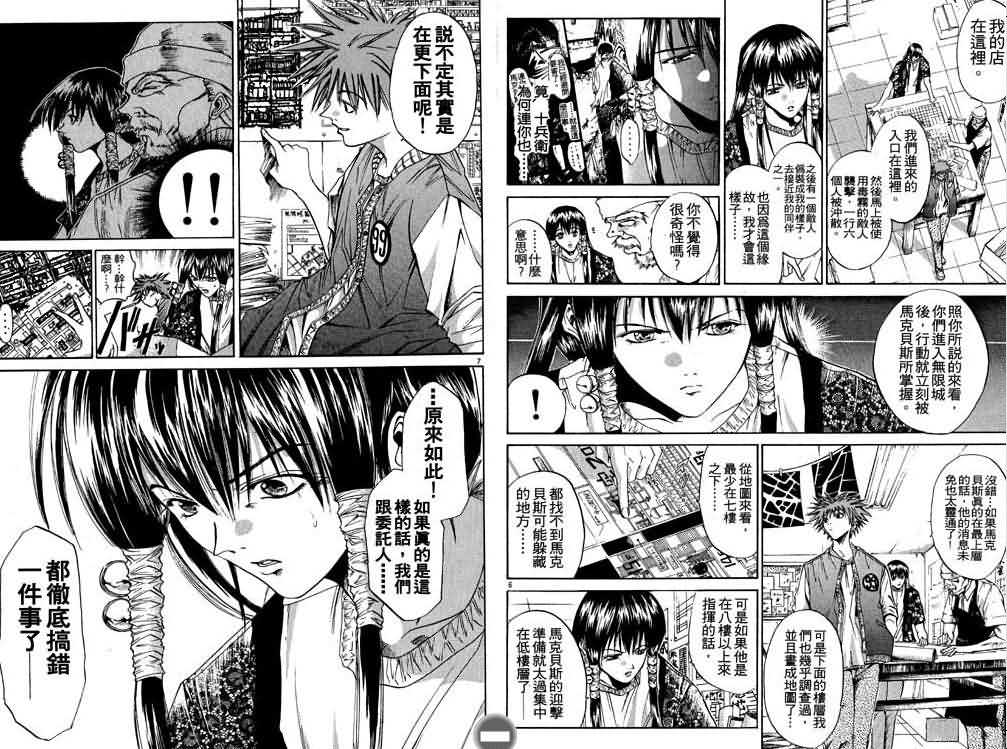 我的店
在這裡。
我們進來的
入口在這裡。
然後馬上被使
用毒霧的敵人
襲擊，一行六
個人被沖散。
之後有一個敵人
偽裝成我的樣子
去接近我的同伴
之一。
也因為這個緣
故，我才會這
樣子………
竟
十兵衛
為何連你也…
……
你不覺得
很奇怪嗎？
……什麼
意思啊？
照你所說的來看，
你們進入無限城
後，行動就立刻被
馬克貝斯所掌握。
！
沒錯…如果馬克
貝斯真的在最上層
的話，他的消息未
免也太靈通了！
可是下面的樓層我
們也幾乎調查過
並且畫成地圖了！
從地圖來看，
最少在七樓
之下……
都找不到馬克
貝斯可能躲藏
的地方…
6
可是如果他是
在八樓以上來
指揮的話，
馬克貝斯的迎擊
準備就太過集中
在低樓層了…
99
說不定其實是
在更下面呢！
99
7
！！
幹…幹什
麼啊！？
……
…原來如此！
如果真的是這
樣的話，我們
跟委託人……
都徹底搞錯
一件事了──